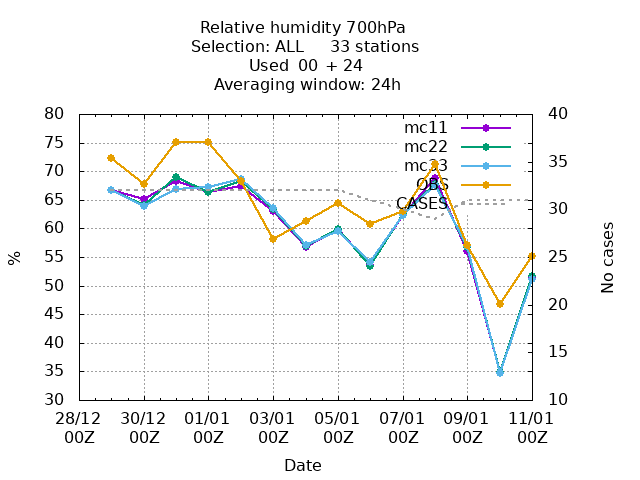 Relative humidity 700hPa
Selection: ALL 33 stations
Used 00 + 24
Averaging window: 24h
80
75
70
65
60
55
50
45
40
35
30
%
40
35
30
25
20
15
10
No cases
mc11
mc22
mc33
OBS
CASES
28/12 30/12 01/01 03/01 05/01 07/01 09/01 11/01
00Z 00Z 00Z 00Z 00Z 00Z 00Z 00Z
Date